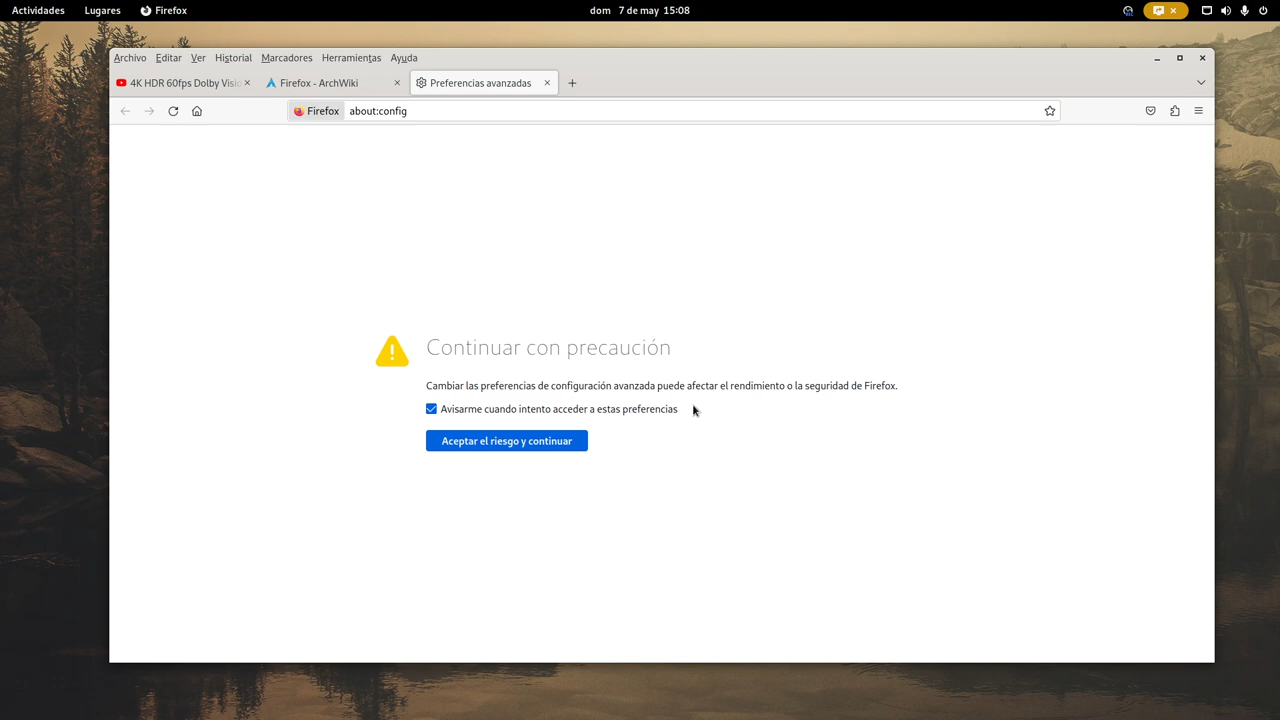 Actividades Lugares Firefox dom 7 de may 15:08
Archivo Editar Ver Historial Marcadores Herramientas Ayuda
4K HDR 60fps Dolby Visio Firefox - ArchWiki Preferencias avanzadas
Firefox about:config
Continuar con precaución
Cambiar las preferencias de configuración avanzada puede afectar el rendimiento o la seguridad de Firefox.
Avisarme cuando intento acceder a estas preferencias
Aceptar el riesgo y continuar